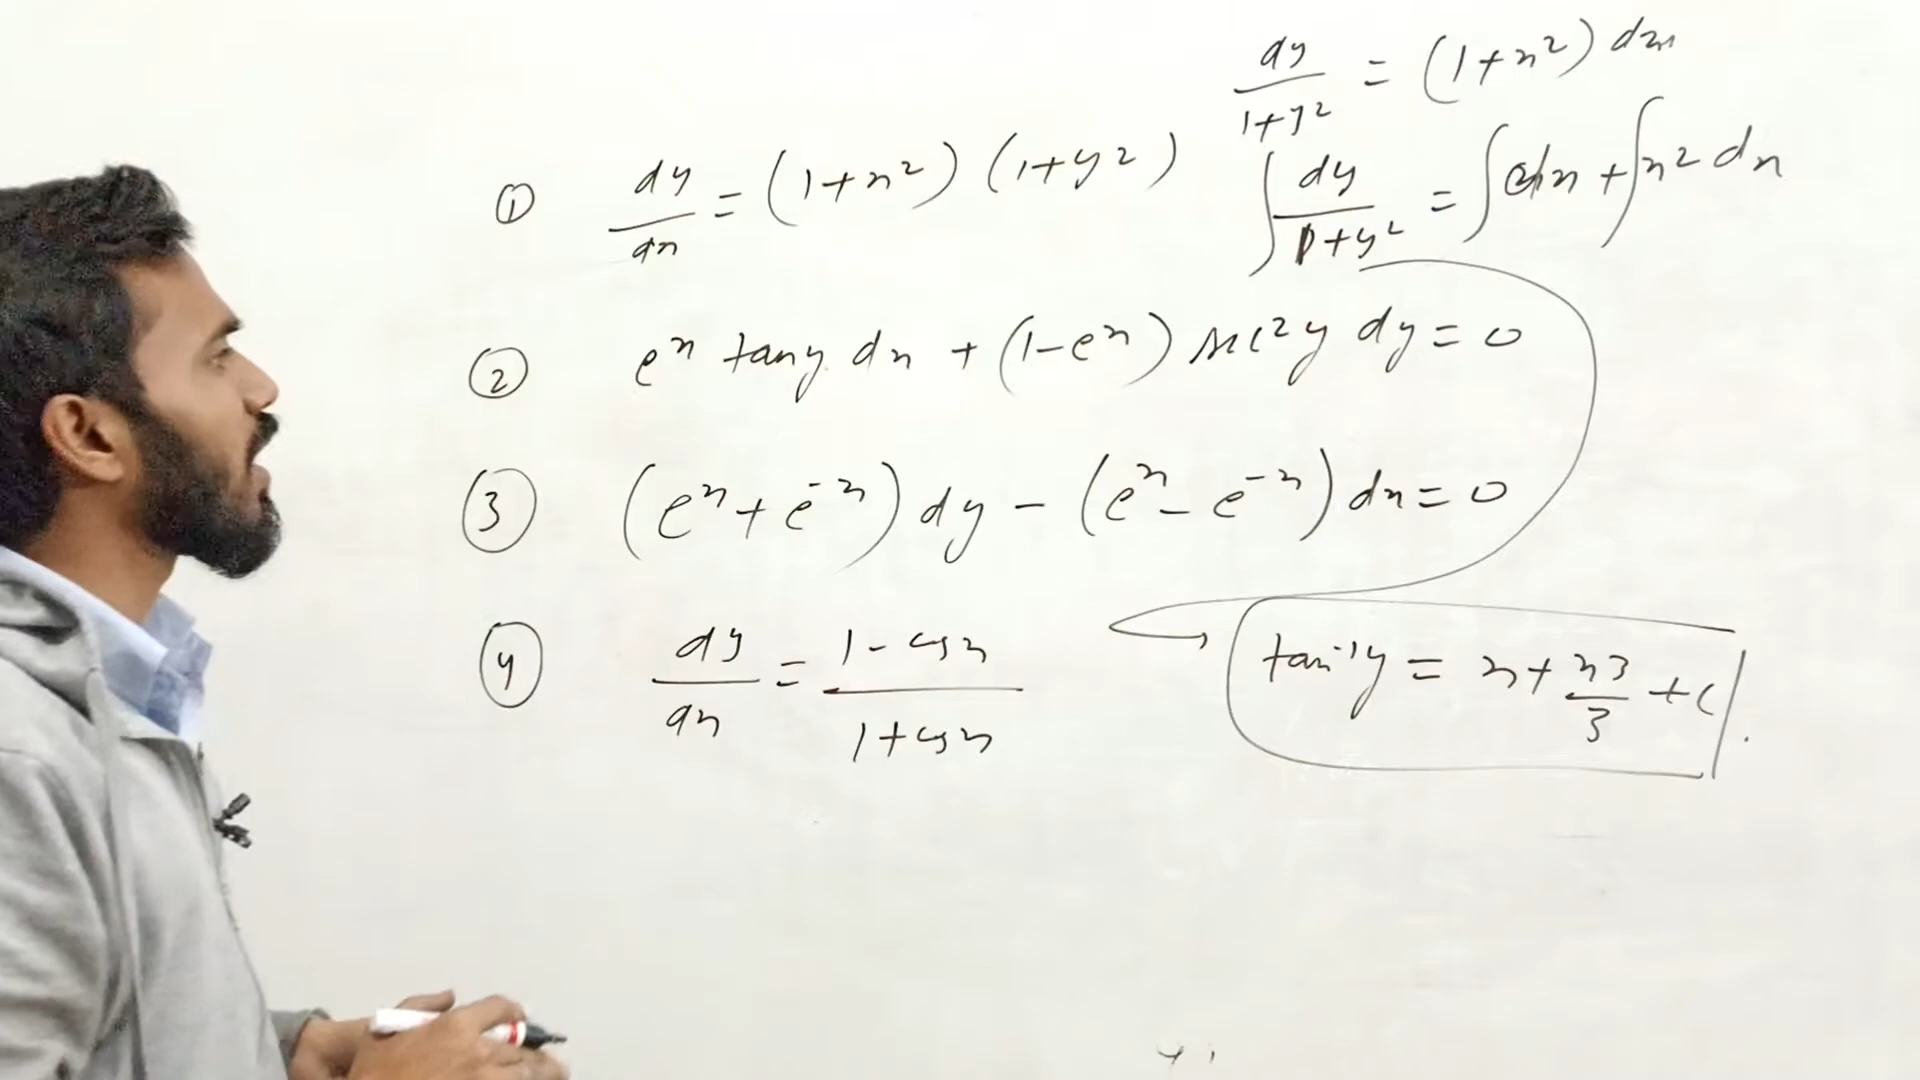 dy/1+y² = (1+x²) dx
① dy/dx = (1+x²) (1+y²)
∫ dy/1+y² = ∫dx + ∫x² dx
② eˣ tan y dx + (1-eˣ) sec²y dy = 0
③ (eˣ + e⁻ˣ) dy - (eˣ - e⁻ˣ) dx = 0
④ dy/dx = 1 - cos x/1 + cos x
tan⁻¹y = x + x³/3 + c